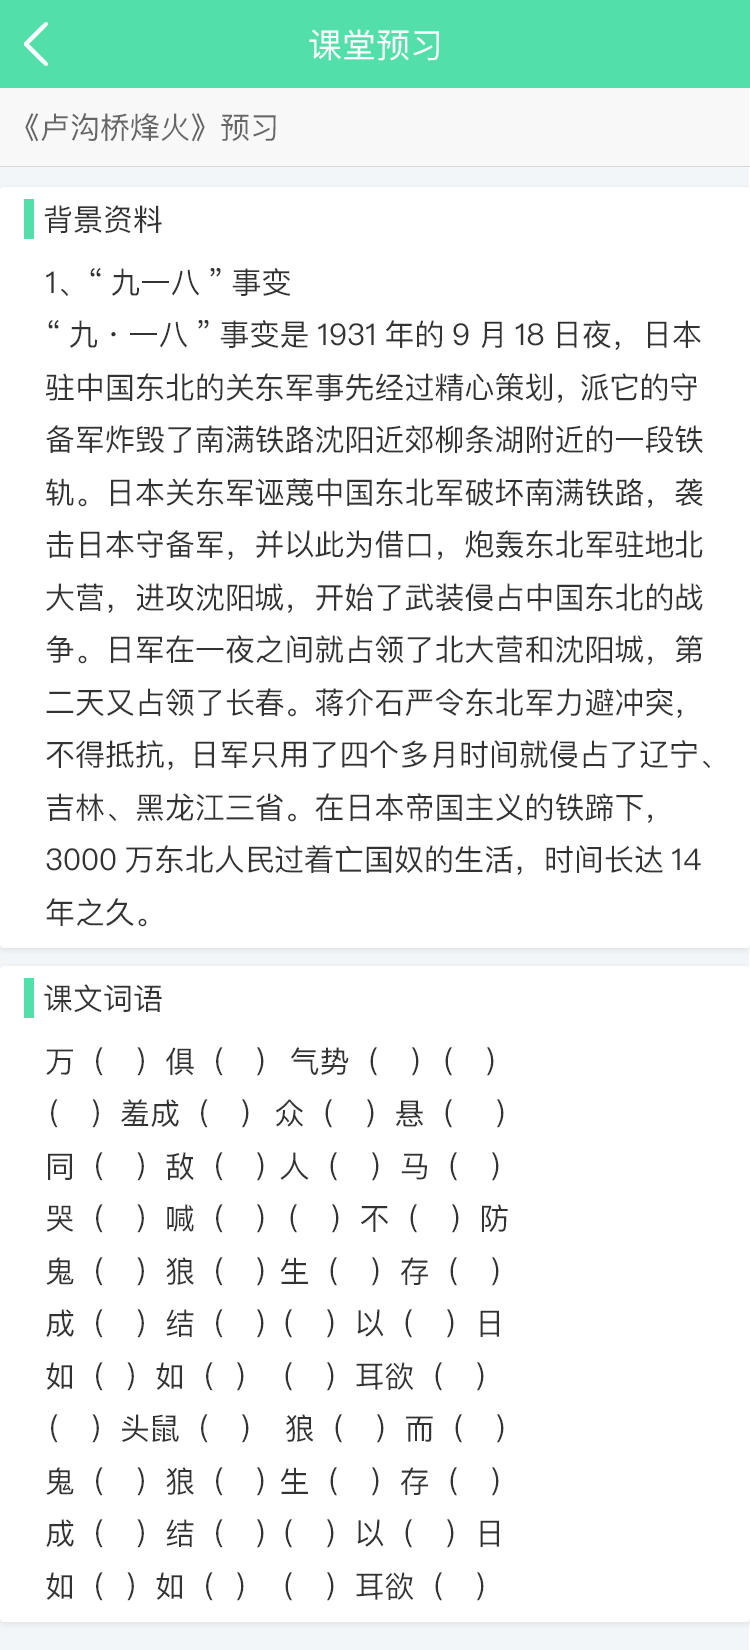 课堂预习
《卢沟桥烽火》预习
背景资料
1、“九一八”事变
“九·一八”事变是1931年的9月18日夜，日本
驻中国东北的关东军事先经过精心策划，派它的守
备军炸毁了南满铁路沈阳近郊柳条湖附近的一段铁
轨。日本关东军诬蔑中国东北军破坏南满铁路，袭
击日本守备军，并以此为借口，炮轰东北军驻地北
大营，进攻沈阳城，开始了武装侵占中国东北的战
争。日军在一夜之间就占领了北大营和沈阳城，第
二天又占领了长春。蒋介石严令东北军力避冲突，
不得抵抗，日军只用了四个多月时间就侵占了辽宁、
吉林、黑龙江三省。在日本帝国主义的铁蹄下，
3000万东北人民过着亡国奴的生活，时间长达14
年之久。
课文词语
万（ ）俱（ ） 气势（ ）（ ）
（ ）羞成（ ） 众（ ）悬（ ）
同（ ）敌（ ）人（ ）马（ ）
哭（ ）喊（ ）（ ）不（ ）防
鬼（ ）狼（ ）生（ ）存（ ）
成（ ）结（ ）（ ）以（ ）日
如（ ）如（ ） （ ）耳欲（ ）
（ ）头鼠（ ） 狼（ ）而（ ）
鬼（ ）狼（ ）生（ ）存（ ）
成（ ）结（ ）（ ）以（ ）日
如（ ）如（ ） （ ）耳欲（ ）